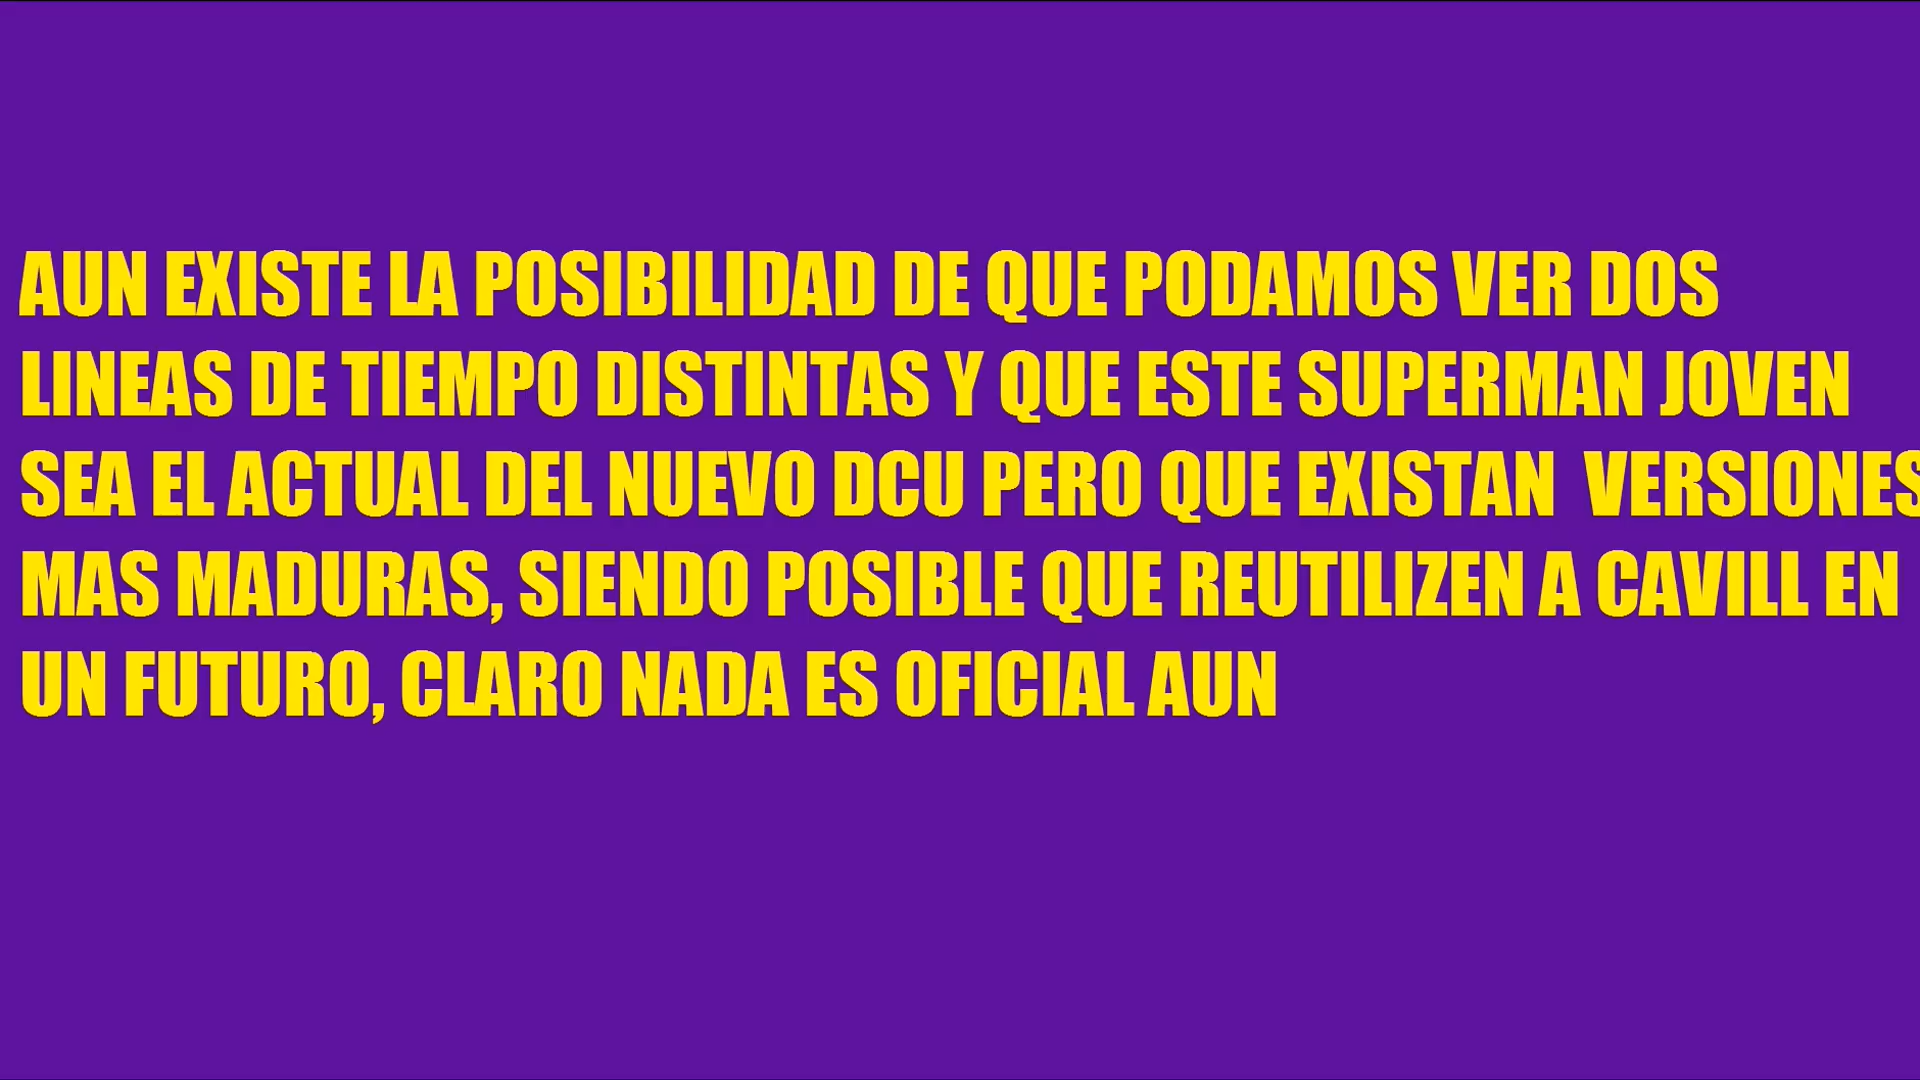 AUN EXISTE LA POSIBILIDAD DE QUE PODAMOS VER DOS
LINEAS DE TIEMPO DISTINTAS Y QUE ESTE SUPERMAN JOVEN
SEA EL ACTUAL DEL NUEVO DCU PERO QUE EXISTAN  VERSIONES
MAS MADURAS, SIENDO POSIBLE QUE REUTILIZEN A CAVILL EN
UN FUTURO, CLARO NADA ES OFICIAL AUN